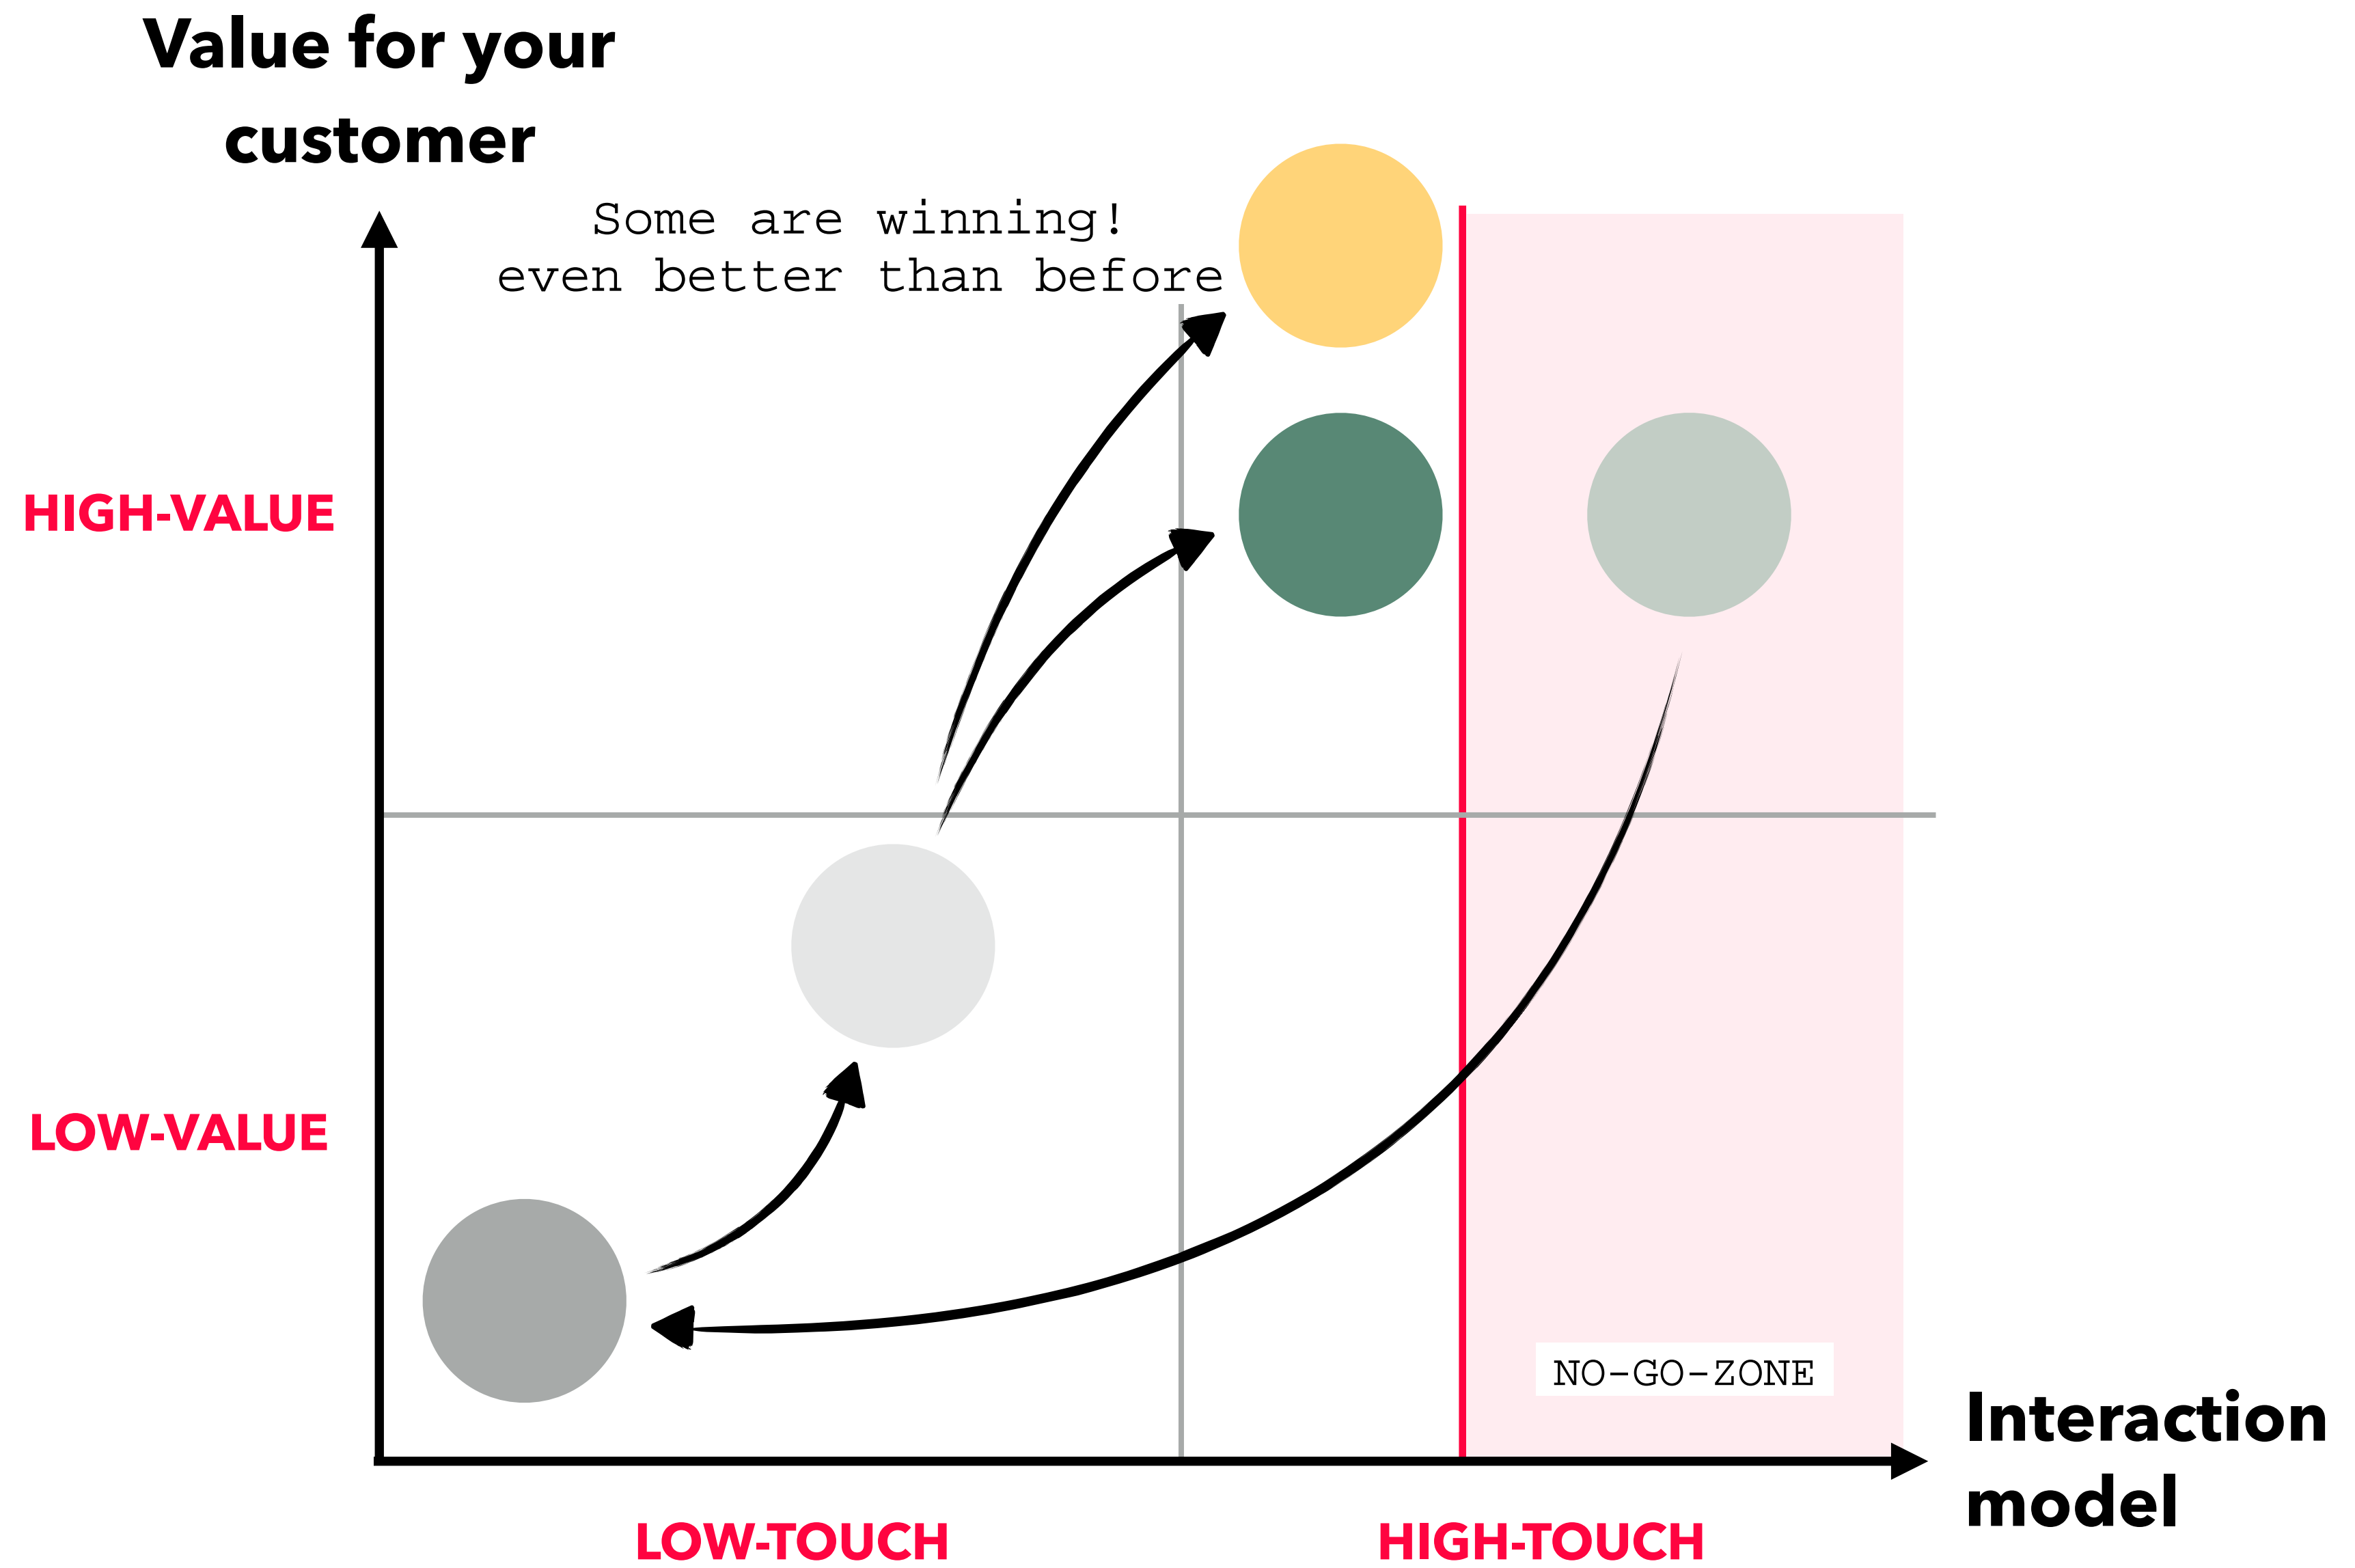 Value for your
customer
Some are winning!
even better than before
HIGH-VALUE
LOW-VALUE
NO-GO-ZONE
Interaction
model
LOW-TOUCH
HIGH-TOUCH